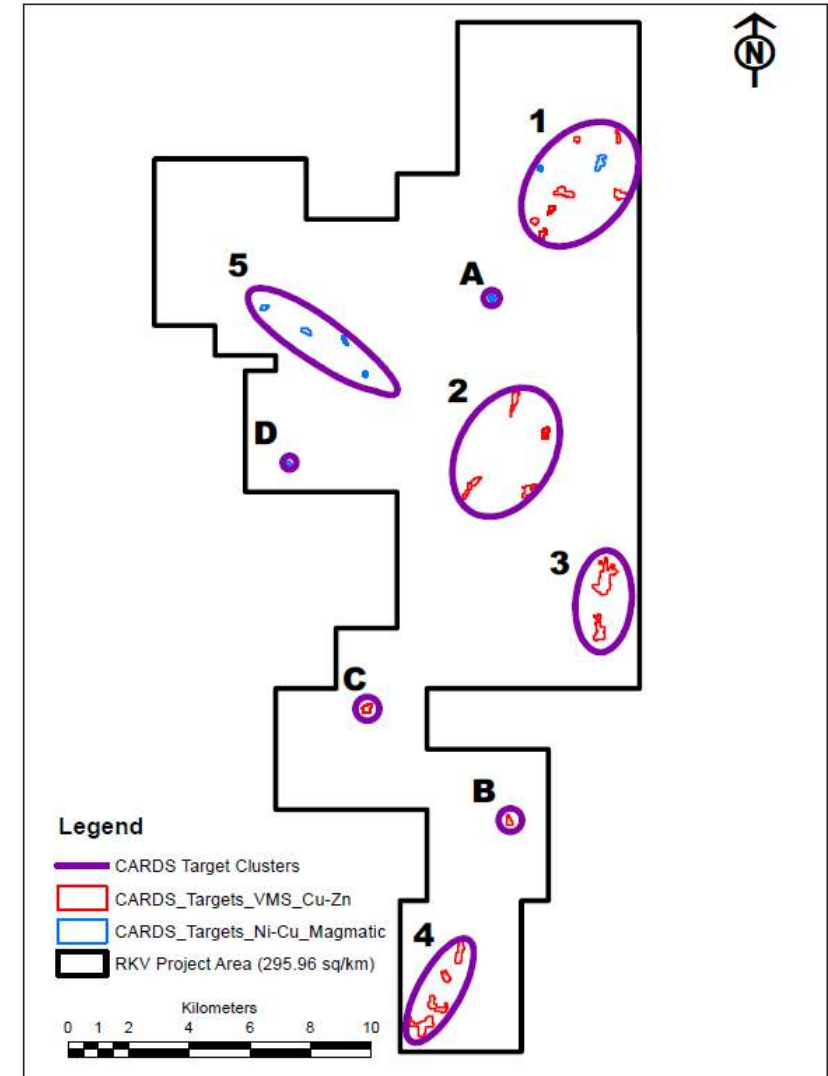 N
1
A
5
2
D
3
C
B
4
Legend
CARDS Target Clusters
CARDS_Targets_VMS_Cu-Zn
CARDS_Targets_Ni-Cu_Magmatic
RKV Project Area (295.96 sq/km)
Kilometers
0 1 2 4 6 8 10